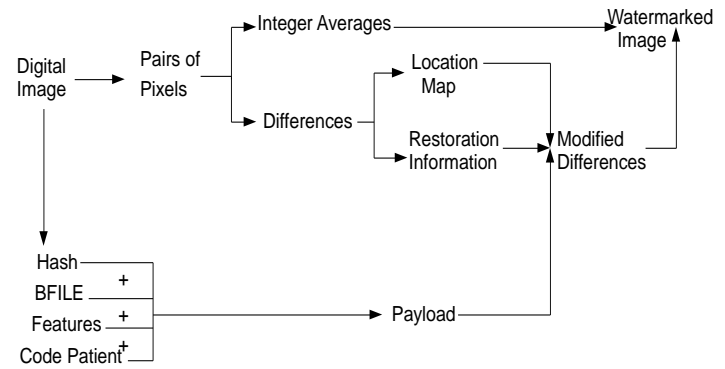 Integer Averages
Watermarked
Image
Digital
Image
Pairs of
Pixels
Location
Map
Differences
Restoration
Information
Modified
Differences
Hash
+
BFILE
+
Features
+
Code Patient
Payload